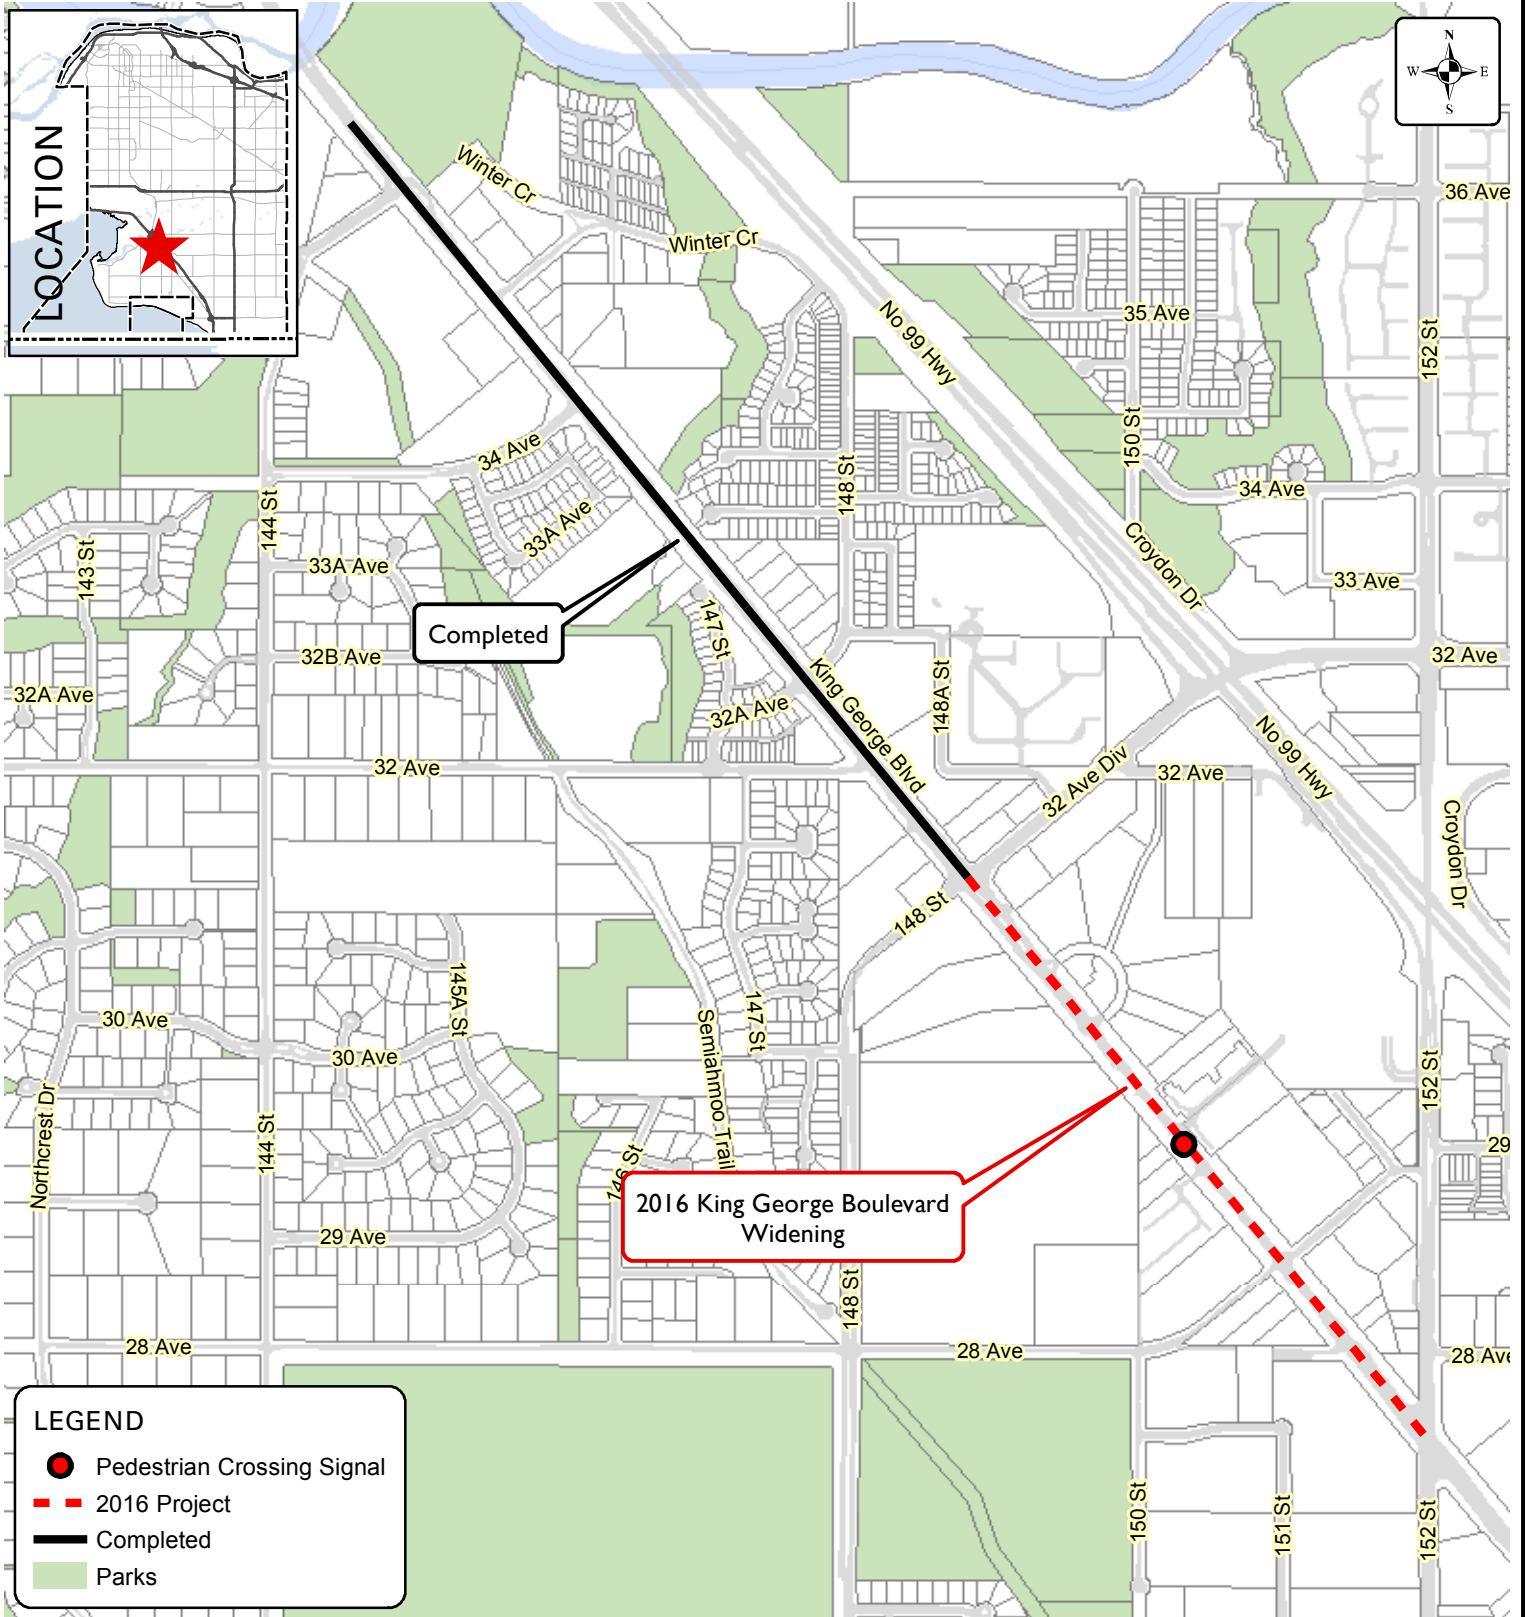 LOCATION
N
W E
S
Winter Cr
Winter Cr
36 Ave
No 99 Hwy
35 Ave
152 St
150 St
34 Ave
148 St
34 Ave
144 St
33A Ave
143 St
33A Ave
Croydon Dr
33 Ave
Completed
147 St
32B Ave
32A Ave
32A Ave
King George Blvd
148A St
32 Ave
No 99 Hwy
32 Ave
32 Ave Div
32 Ave
Croydon Dr
148 St
145A St
30 Ave
30 Ave
147 St
Semiahmoo Trail
152 St
Northcrest Dr
144 St
146 St
29
2016 King George Boulevard
Widening
29 Ave
148 St
28 Ave
28 Ave
28 Ave
150 St
151 St
152 St
LEGEND
Pedestrian Crossing Signal
2016 Project
Completed
Parks